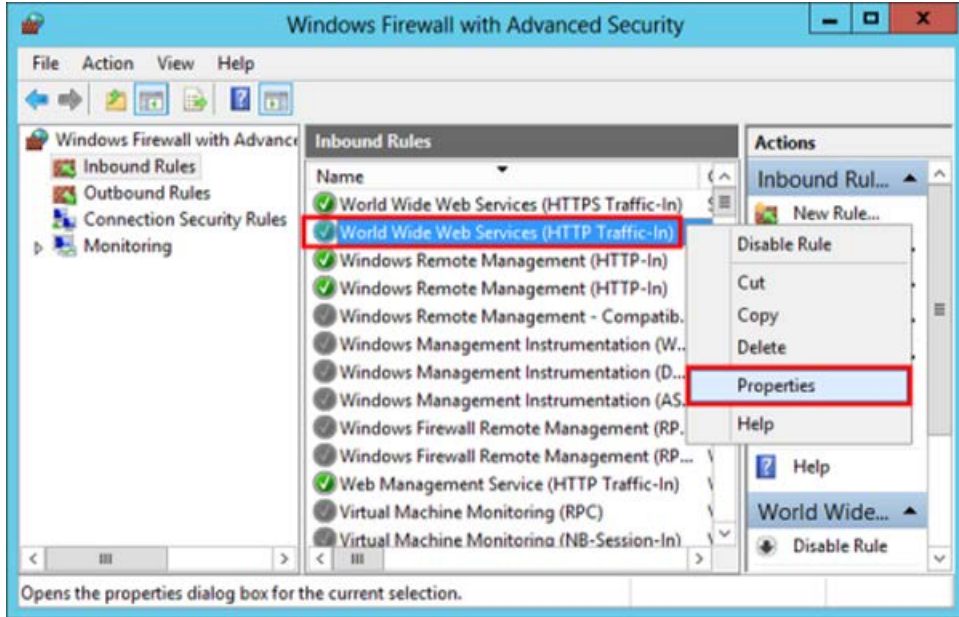 Windows Firewall with Advanced Security
File Action View Help
Windows Firewall with Advance
Inbound Rules
Outbound Rules
Connection Security Rules
Monitoring
Inbound Rules
Name
World Wide Web Services (HTTPS Traffic-In)
World Wide Web Services (HTTP Traffic-In)
Windows Remote Management (HTTP-In)
Windows Remote Management (HTTP-In)
Windows Remote Management - Compatib.
Windows Management Instrumentation (W...
Windows Management Instrumentation (D...
Windows Management Instrumentation (AS.
Windows Firewall Remote Management (RP.
Windows Firewall Remote Management (RP...
Web Management Service (HTTP Traffic-In)
Virtual Machine Monitoring (RPC)
Virtual Machine Monitoring (NB-Session-In)
Disable Rule
Cut
Copy
Delete
Properties
Help
Actions
Inbound Rul...
New Rule...
Help
World Wide...
Disable Rule
Opens the properties dialog box for the current selection.